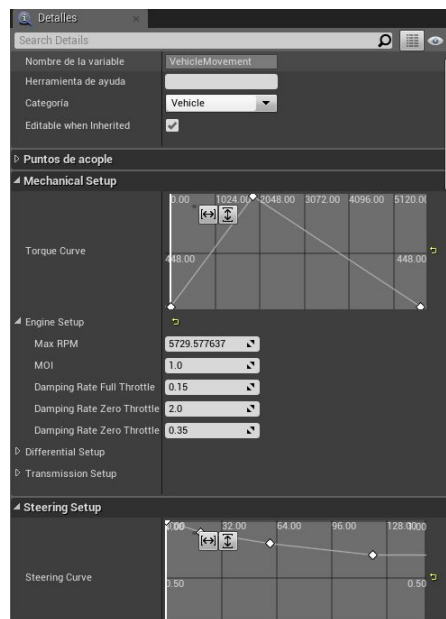 Detalles
Search Details
Nombre de la variable VehicleMovement
Herramienta de ayuda
Categoría Vehicle
Editable when Inherited
Puntos de acople
Mechanical Setup
0.00 1024.00 2048.00 3072.00 4096.00 5120.0
Torque Curve
448.00 448.00
Engine Setup
Max RPM 5729.577637
MOI 1.0
Damping Rate Full Throttle 0.15
Damping Rate Zero Throttle 2.0
Damping Rate Zero Throttle 0.35
Differential Setup
Transmission Setup
Steering Setup
32.00 64.00 96.00
Steering Curve
0.50 0.50